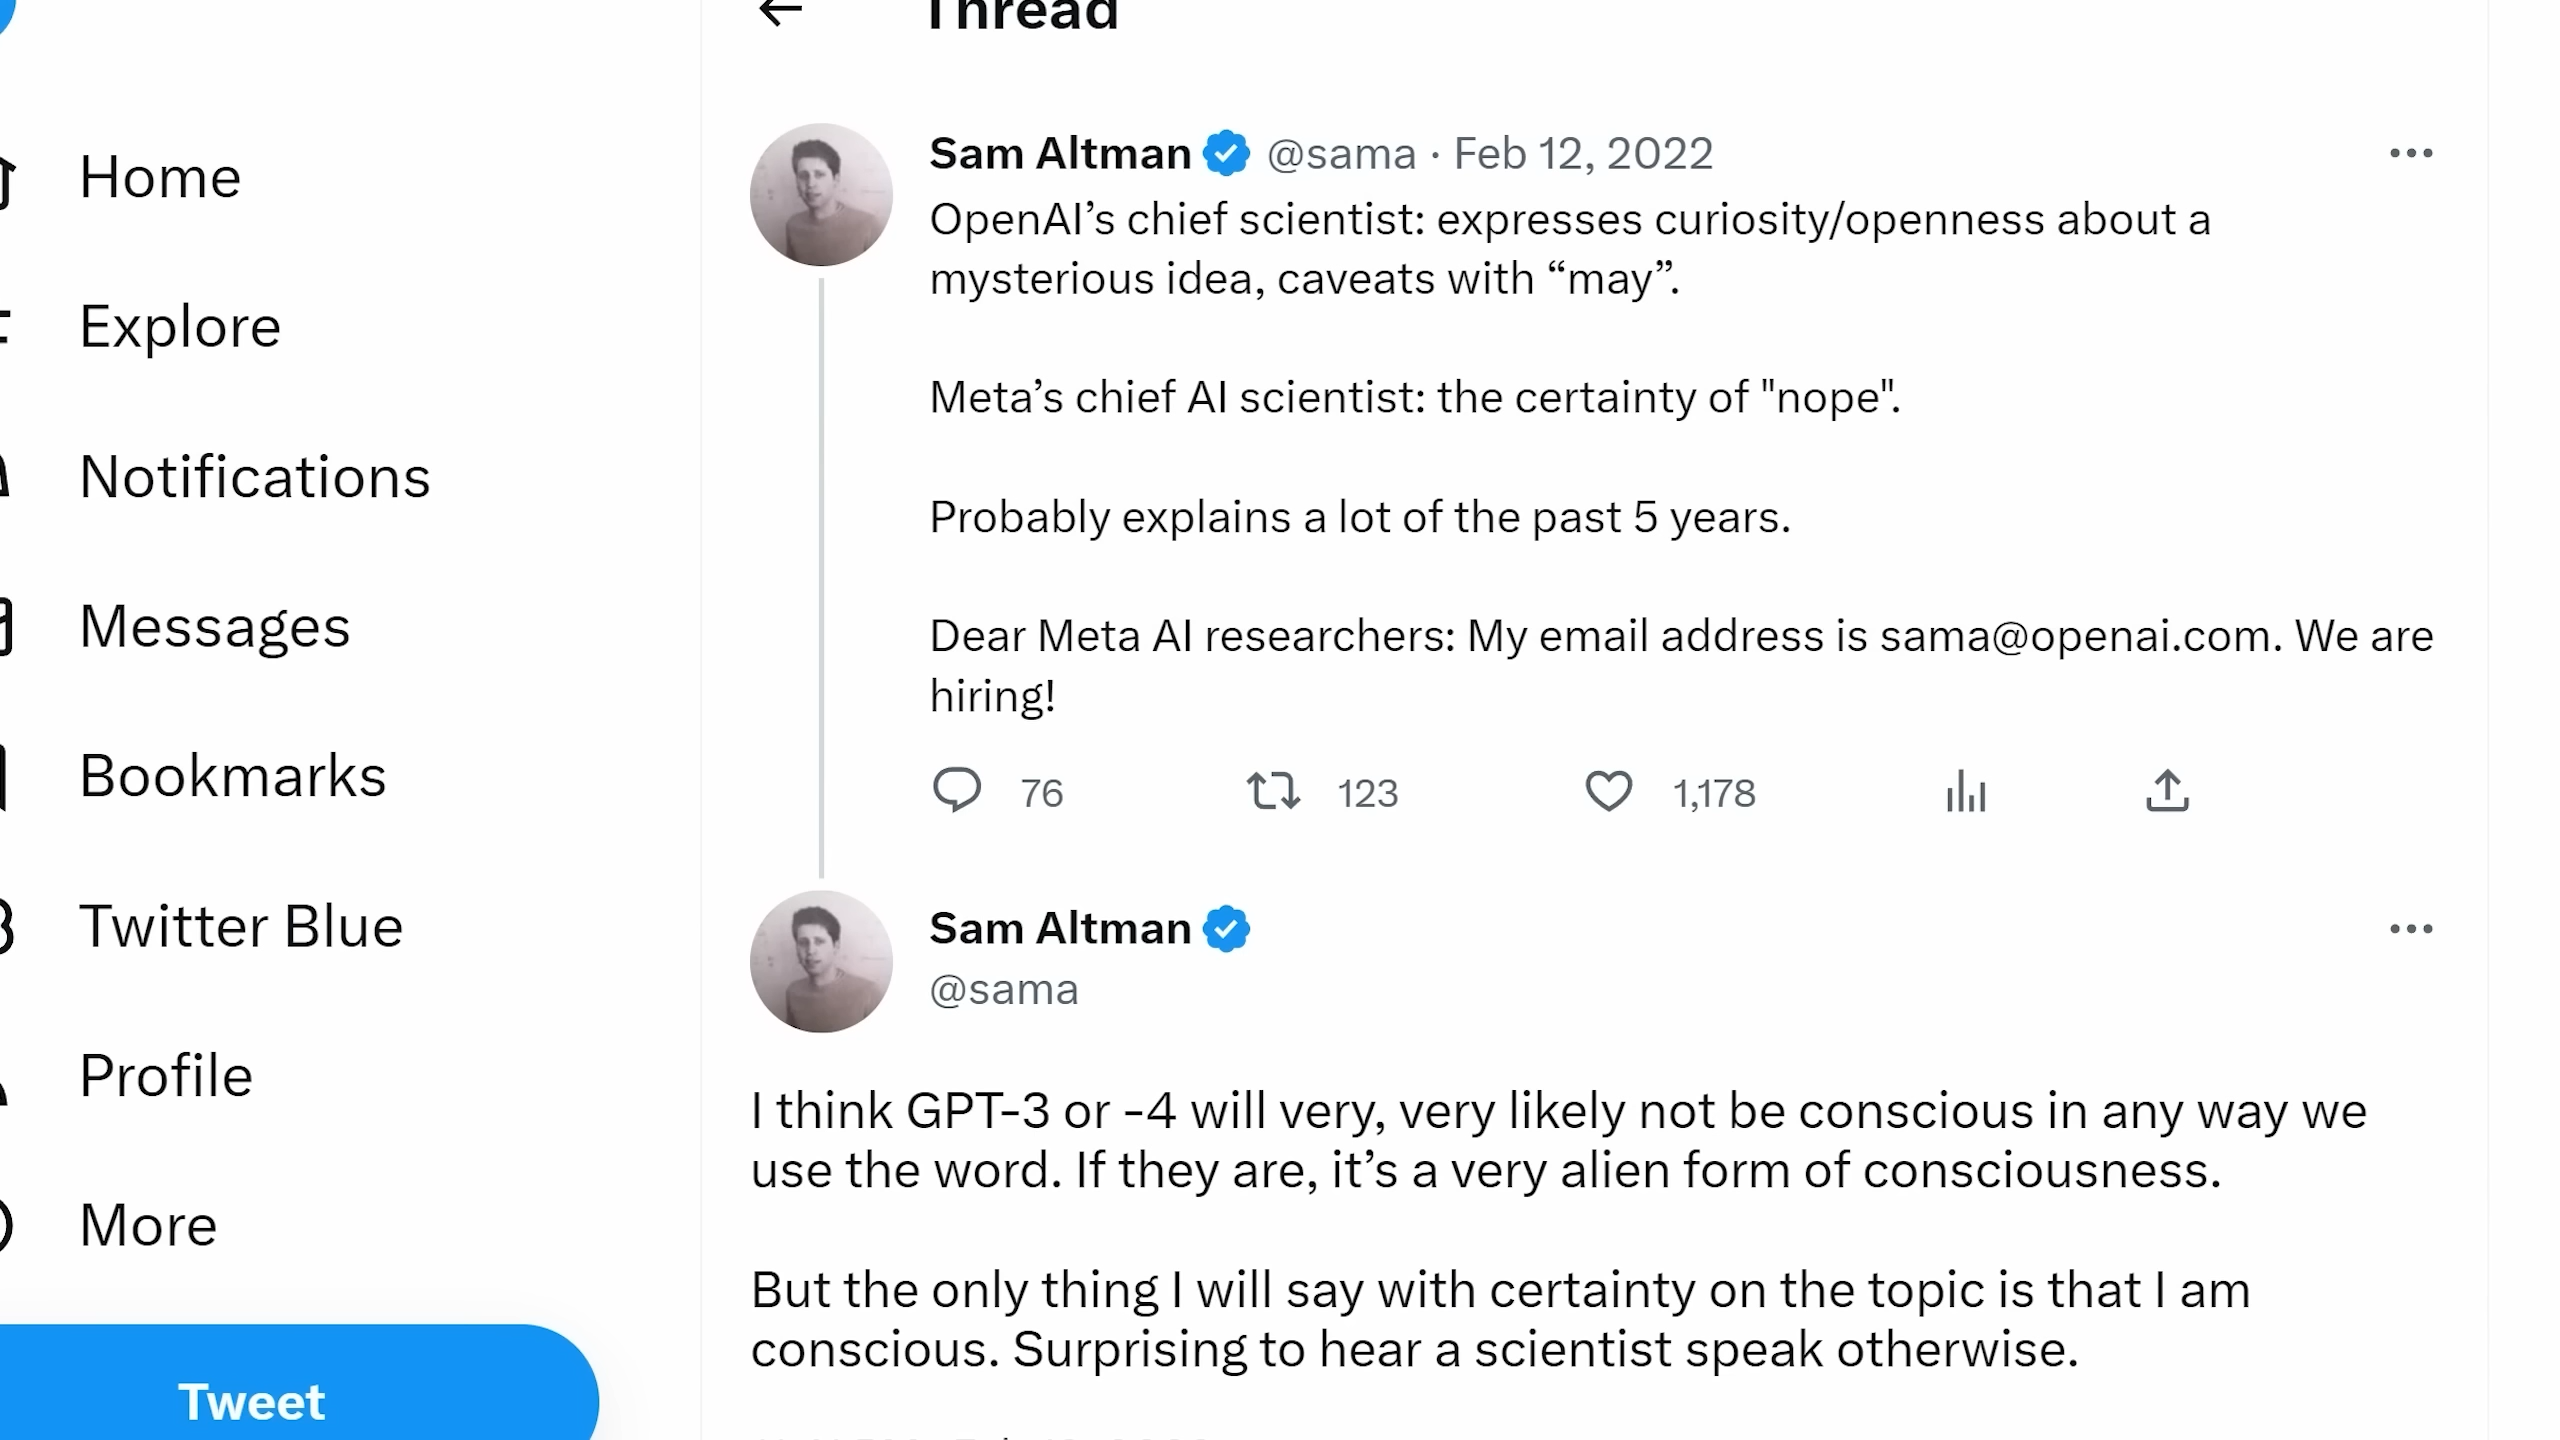 Thread
Home
Explore
Notifications
Messages
Bookmarks
Twitter Blue
Profile
More
Tweet
Sam Altman @sama · Feb 12, 2022
OpenAI’s chief scientist: expresses curiosity/openness about a
mysterious idea, caveats with “may”.
Meta’s chief AI scientist: the certainty of "nope".
Probably explains a lot of the past 5 years.
Dear Meta AI researchers: My email address is sama@openai.com. We are
hiring!
76 123 1,178
Sam Altman
@sama
I think GPT-3 or -4 will very, very likely not be conscious in any way we
use the word. If they are, it’s a very alien form of consciousness.
But the only thing I will say with certainty on the topic is that I am
conscious. Surprising to hear a scientist speak otherwise.